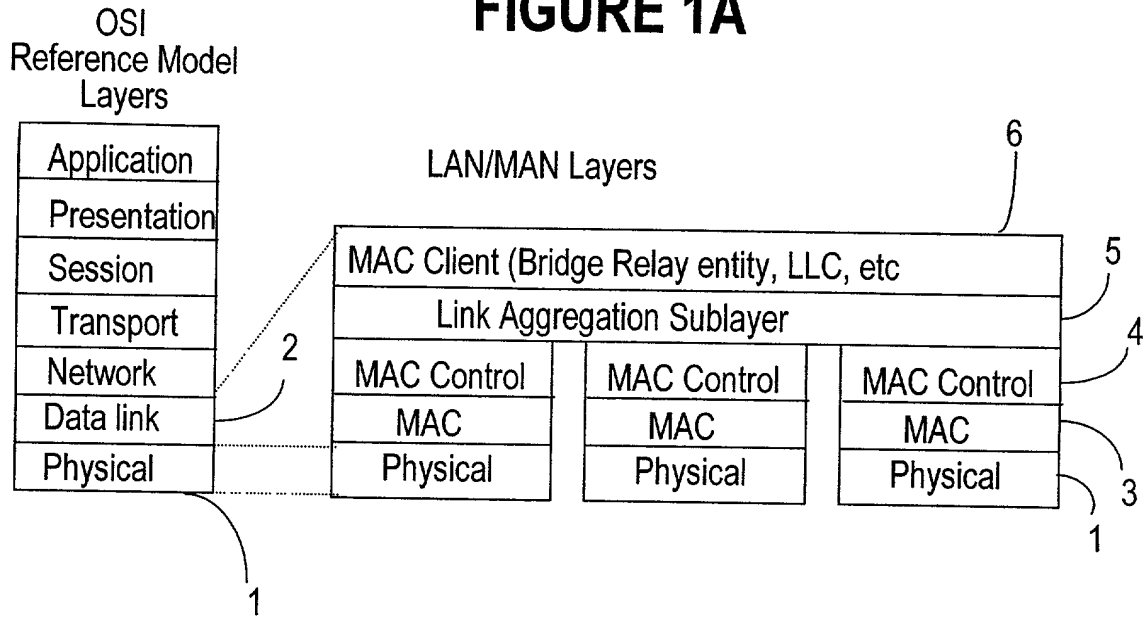 FIGURE 1A
OSI
Reference Model
Layers
Application
Presentation
Session
Transport
Network
Data link
Physical
2
1
LAN/MAN Layers
6
MAC Client (Bridge Relay entity, LLC, etc
5
Link Aggregation Sublayer
4
MAC Control
MAC Control
MAC Control
MAC
MAC
MAC
3
Physical
Physical
Physical
1